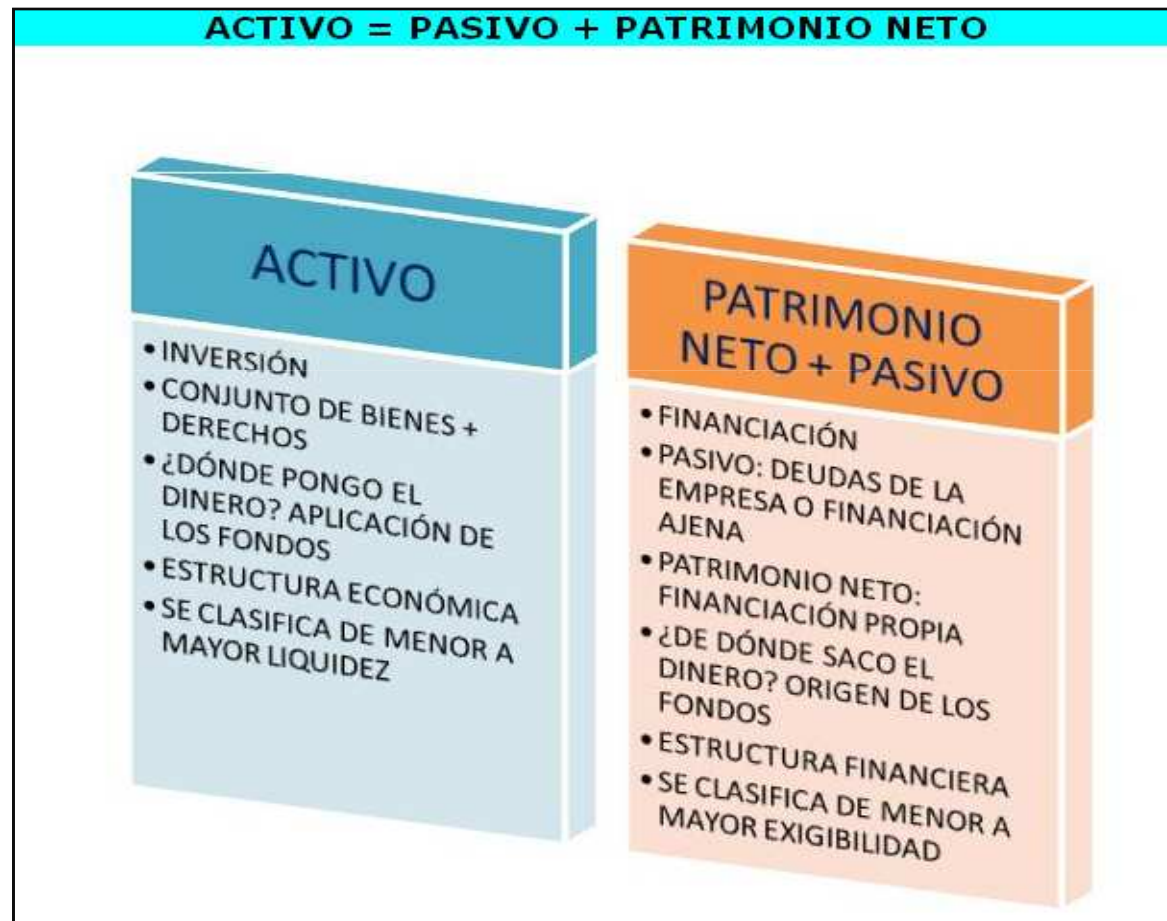 ACTIVO = PASIVO + PATRIMONIO NETO
ACTIVO
• INVERSIÓN
• CONJUNTO DE BIENES +
DERECHOS
• ¿DÓNDE PONGO EL
DINERO? APLICACIÓN DE
LOS FONDOS
• ESTRUCTURA ECONÓMICA
• SE CLASIFICA DE MENOR A
MAYOR LIQUIDEZ
PATRIMONIO
NETO + PASIVO
• FINANCIACIÓN
• PASIVO: DEUDAS DE LA
EMPRESA O FINANCIACIÓN
AJENA
• PATRIMONIO NETO:
FINANCIACIÓN PROPIA
• ¿DE DÓNDE SACO EL
DINERO? ORIGEN DE LOS
FONDOS
• ESTRUCTURA FINANCIERA
• SE CLASIFICA DE MENOR A
MAYOR EXIGIBILIDAD